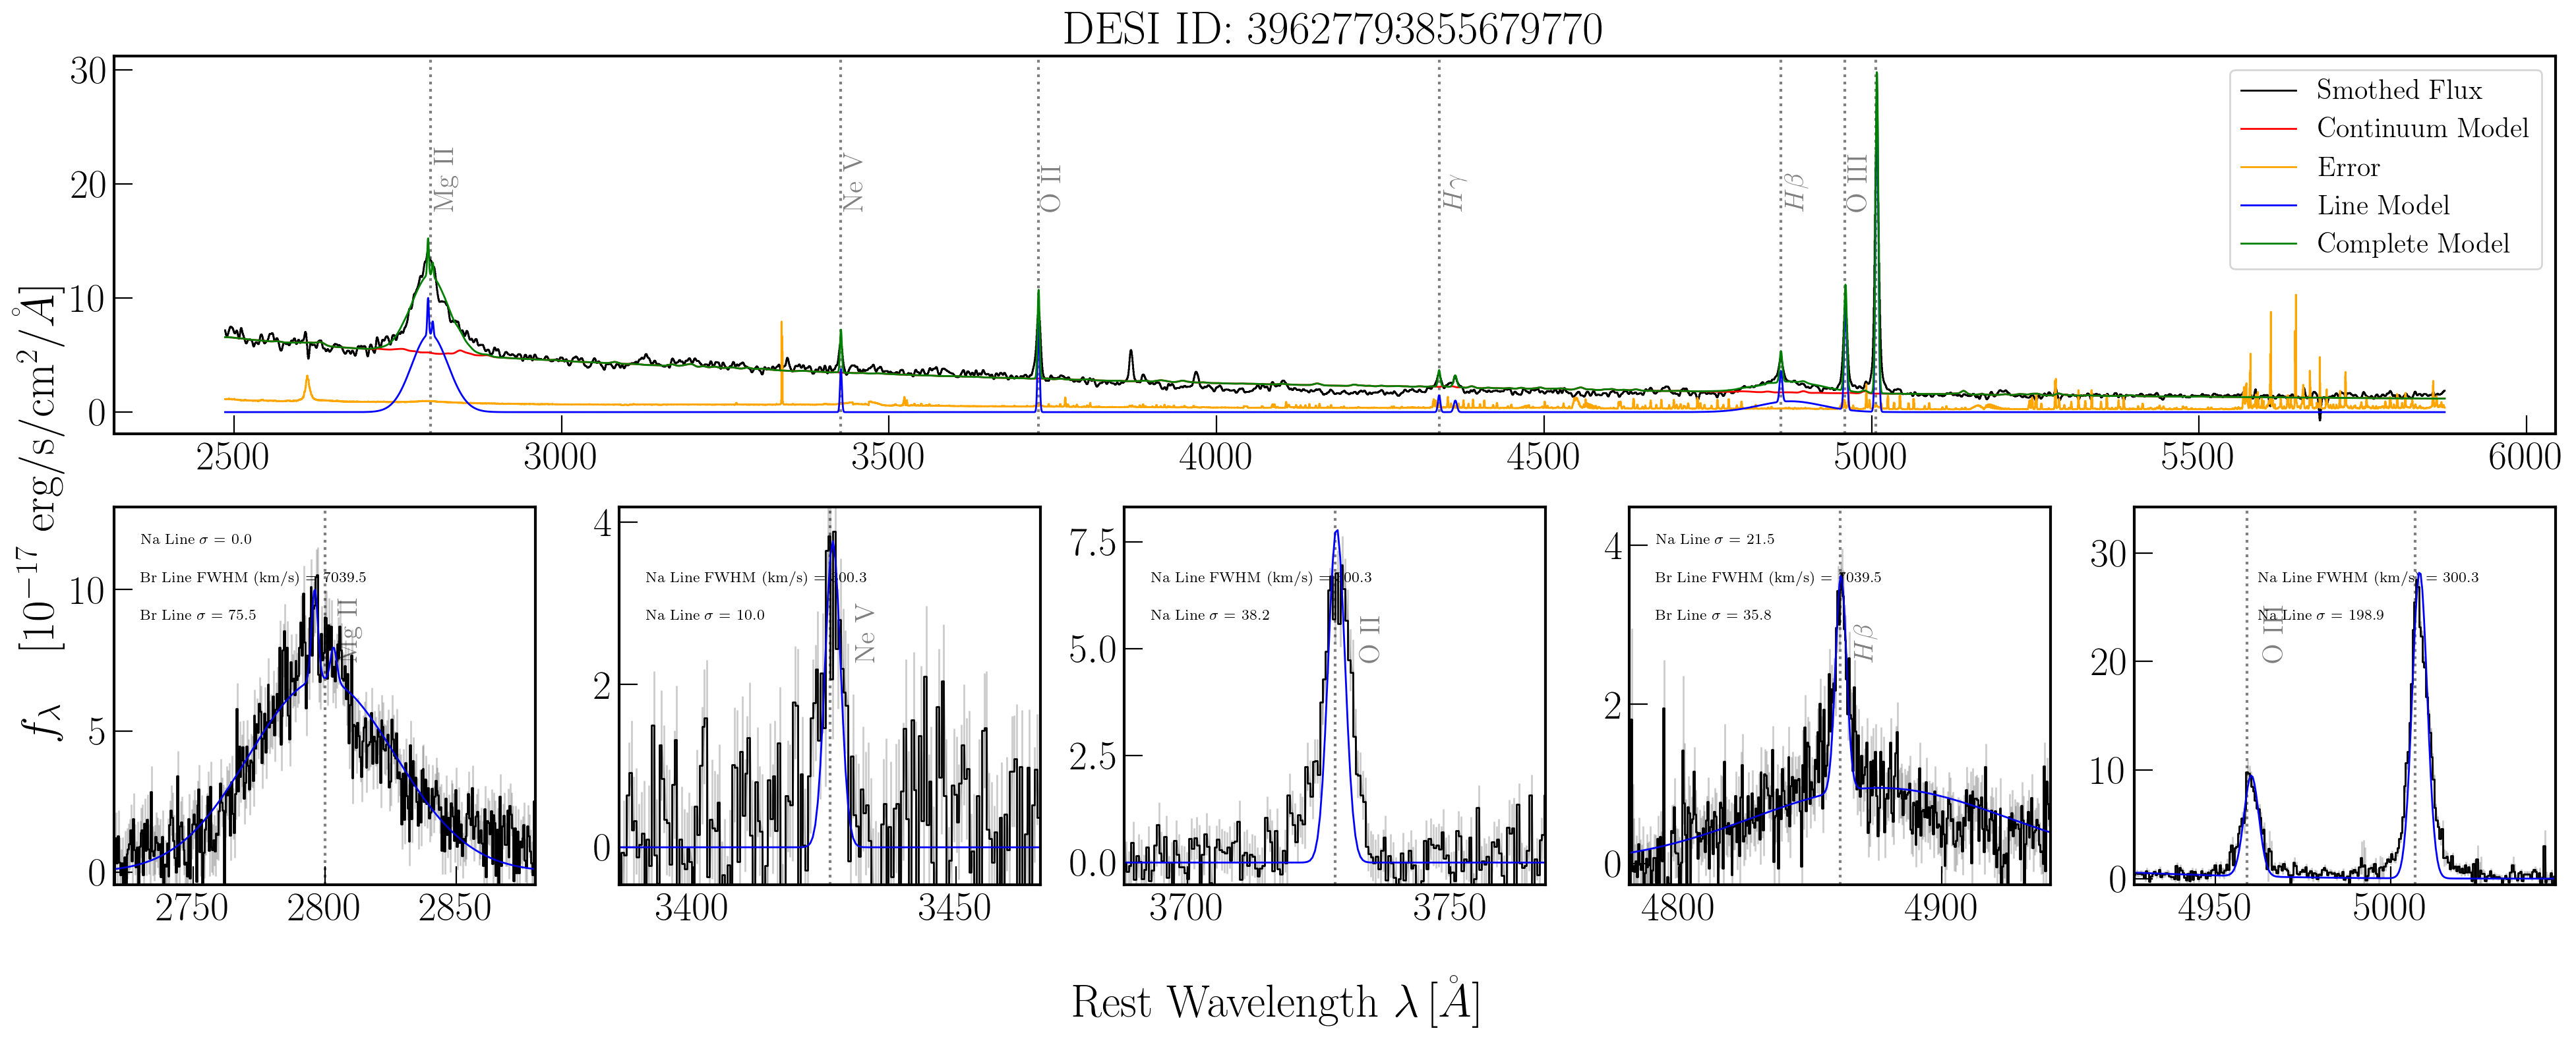 DESI ID: 39627793855679770
30
20
10
0
Mg II
Ne V
O II
Hγ
Hβ
O III
Smothed Flux
Continuum Model
Error
Line Model
Complete Model
2500 3000 3500 4000 4500 5000 5500 6000
fλ [10⁻¹⁷ erg/s/cm²/Å]
10
5
0
Na Line σ = 0.0
Br Line FWHM (km/s) = 7039.5
Br Line σ = 75.5
Mg II
2750 2800 2850
4
2
0
Na Line FWHM (km/s) = 300.3
Na Line σ = 10.0
Ne V
3400 3450
7.5
5.0
2.5
0.0
Na Line FWHM (km/s) = 300.3
Na Line σ = 38.2
O II
3700 3750
4
2
0
Na Line σ = 21.5
Br Line FWHM (km/s) = 7039.5
Br Line σ = 35.8
Hβ
4800 4900
30
20
10
0
Na Line FWHM (km/s) = 300.3
Na Line σ = 198.9
O III
4950 5000
Rest Wavelength λ [Å]